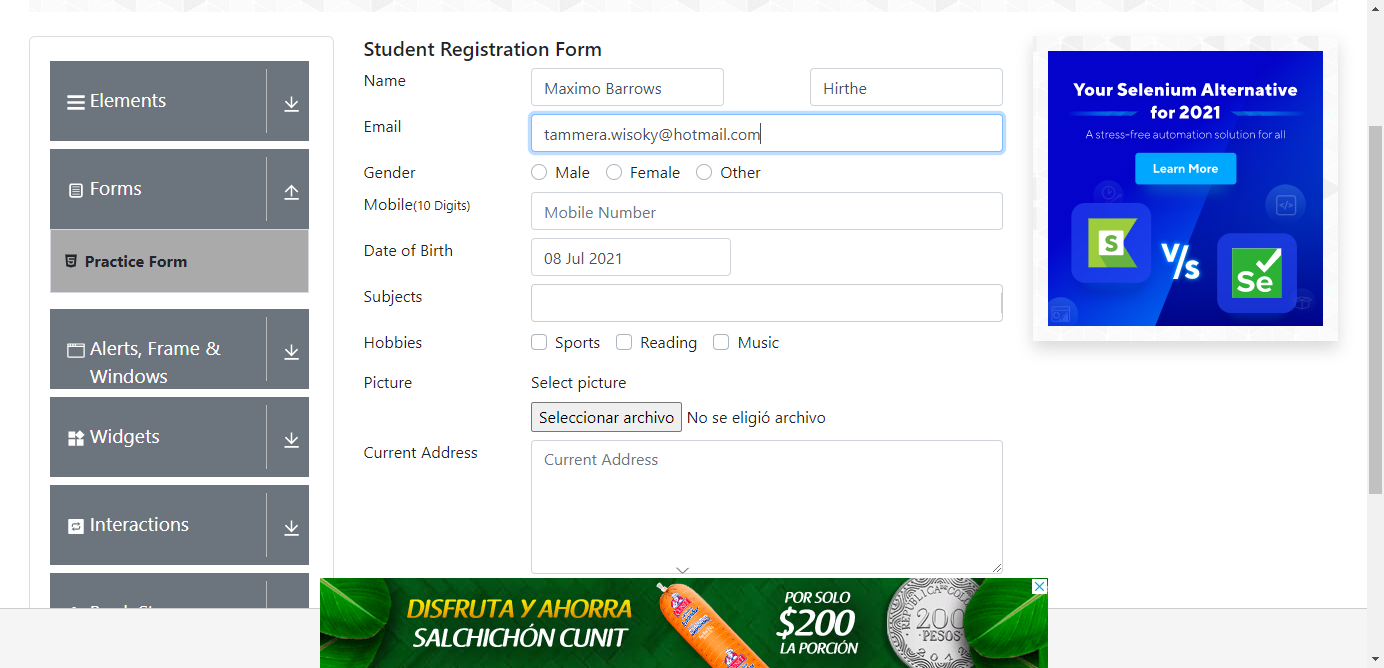 Elements
Forms
Practice Form
Alerts, Frame &
Windows
Widgets
Interactions
Student Registration Form
Name
Maximo Barrows
Hirthe
Email
tammera.wisoky@hotmail.com
Gender
Male
Female
Other
Mobile(10 Digits)
Mobile Number
Date of Birth
08 Jul 2021
Subjects
Hobbies
Sports
Reading
Music
Picture
Select picture
Seleccionar archivo No se eligió archivo
Current Address
Current Address
Your Selenium Alternative
for 2021
A stress-free automation solution for all
Learn More
S
V/s
Se
DISFRUTA Y AHORRA
SALCHICHÓN CUNIT
POR SOLO
$200
LA PORCIÓN
200
PESOS